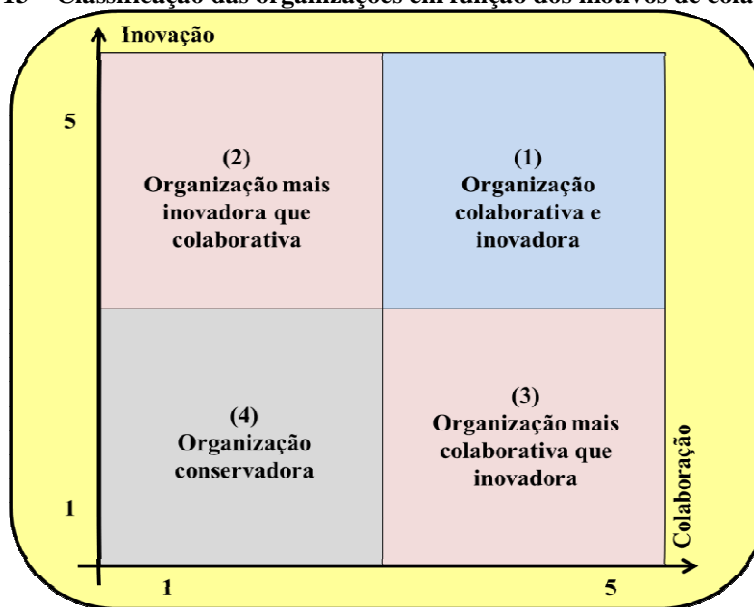 15 – Classificação das organizações em função dos motivos de
Inovação
5
(2)
Organização mais
inovadora que
colaborativa
(1)
Organização
colaborativa e
inovadora
(4)
Organização
conservadora
(3)
Organização mais
colaborativa que
inovadora
Colaboração
1
1
5